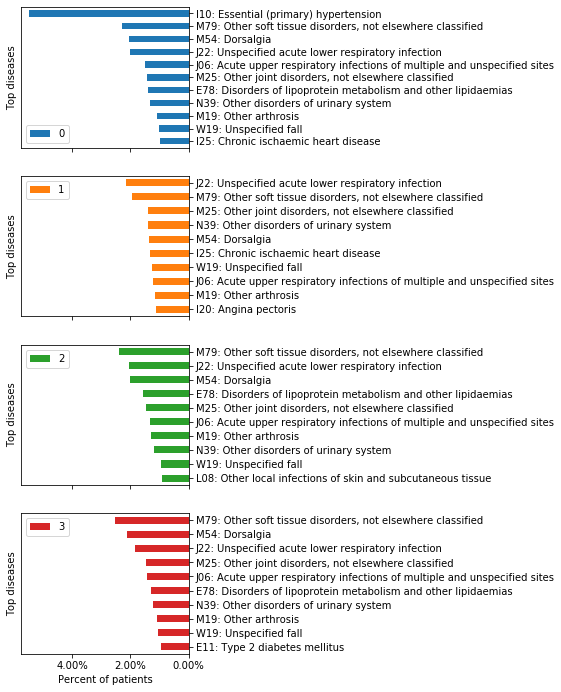 Top diseases
0
I10: Essential (primary) hypertension
M79: Other soft tissue disorders, not elsewhere classified
M54: Dorsalgia
J22: Unspecified acute lower respiratory infection
J06: Acute upper respiratory infections of multiple and unspecified sites
M25: Other joint disorders, not elsewhere classified
E78: Disorders of lipoprotein metabolism and other lipidaemias
N39: Other disorders of urinary system
M19: Other arthrosis
W19: Unspecified fall
I25: Chronic ischaemic heart disease
Top diseases
1
J22: Unspecified acute lower respiratory infection
M79: Other soft tissue disorders, not elsewhere classified
M25: Other joint disorders, not elsewhere classified
N39: Other disorders of urinary system
M54: Dorsalgia
I25: Chronic ischaemic heart disease
W19: Unspecified fall
J06: Acute upper respiratory infections of multiple and unspecified sites
M19: Other arthrosis
I20: Angina pectoris
Top diseases
2
M79: Other soft tissue disorders, not elsewhere classified
J22: Unspecified acute lower respiratory infection
M54: Dorsalgia
E78: Disorders of lipoprotein metabolism and other lipidaemias
M25: Other joint disorders, not elsewhere classified
J06: Acute upper respiratory infections of multiple and unspecified sites
M19: Other arthrosis
N39: Other disorders of urinary system
W19: Unspecified fall
L08: Other local infections of skin and subcutaneous tissue
Top diseases
3
M79: Other soft tissue disorders, not elsewhere classified
M54: Dorsalgia
J22: Unspecified acute lower respiratory infection
M25: Other joint disorders, not elsewhere classified
J06: Acute upper respiratory infections of multiple and unspecified sites
E78: Disorders of lipoprotein metabolism and other lipidaemias
N39: Other disorders of urinary system
M19: Other arthrosis
W19: Unspecified fall
E11: Type 2 diabetes mellitus
4.00% 2.00% 0.00%
Percent of patients